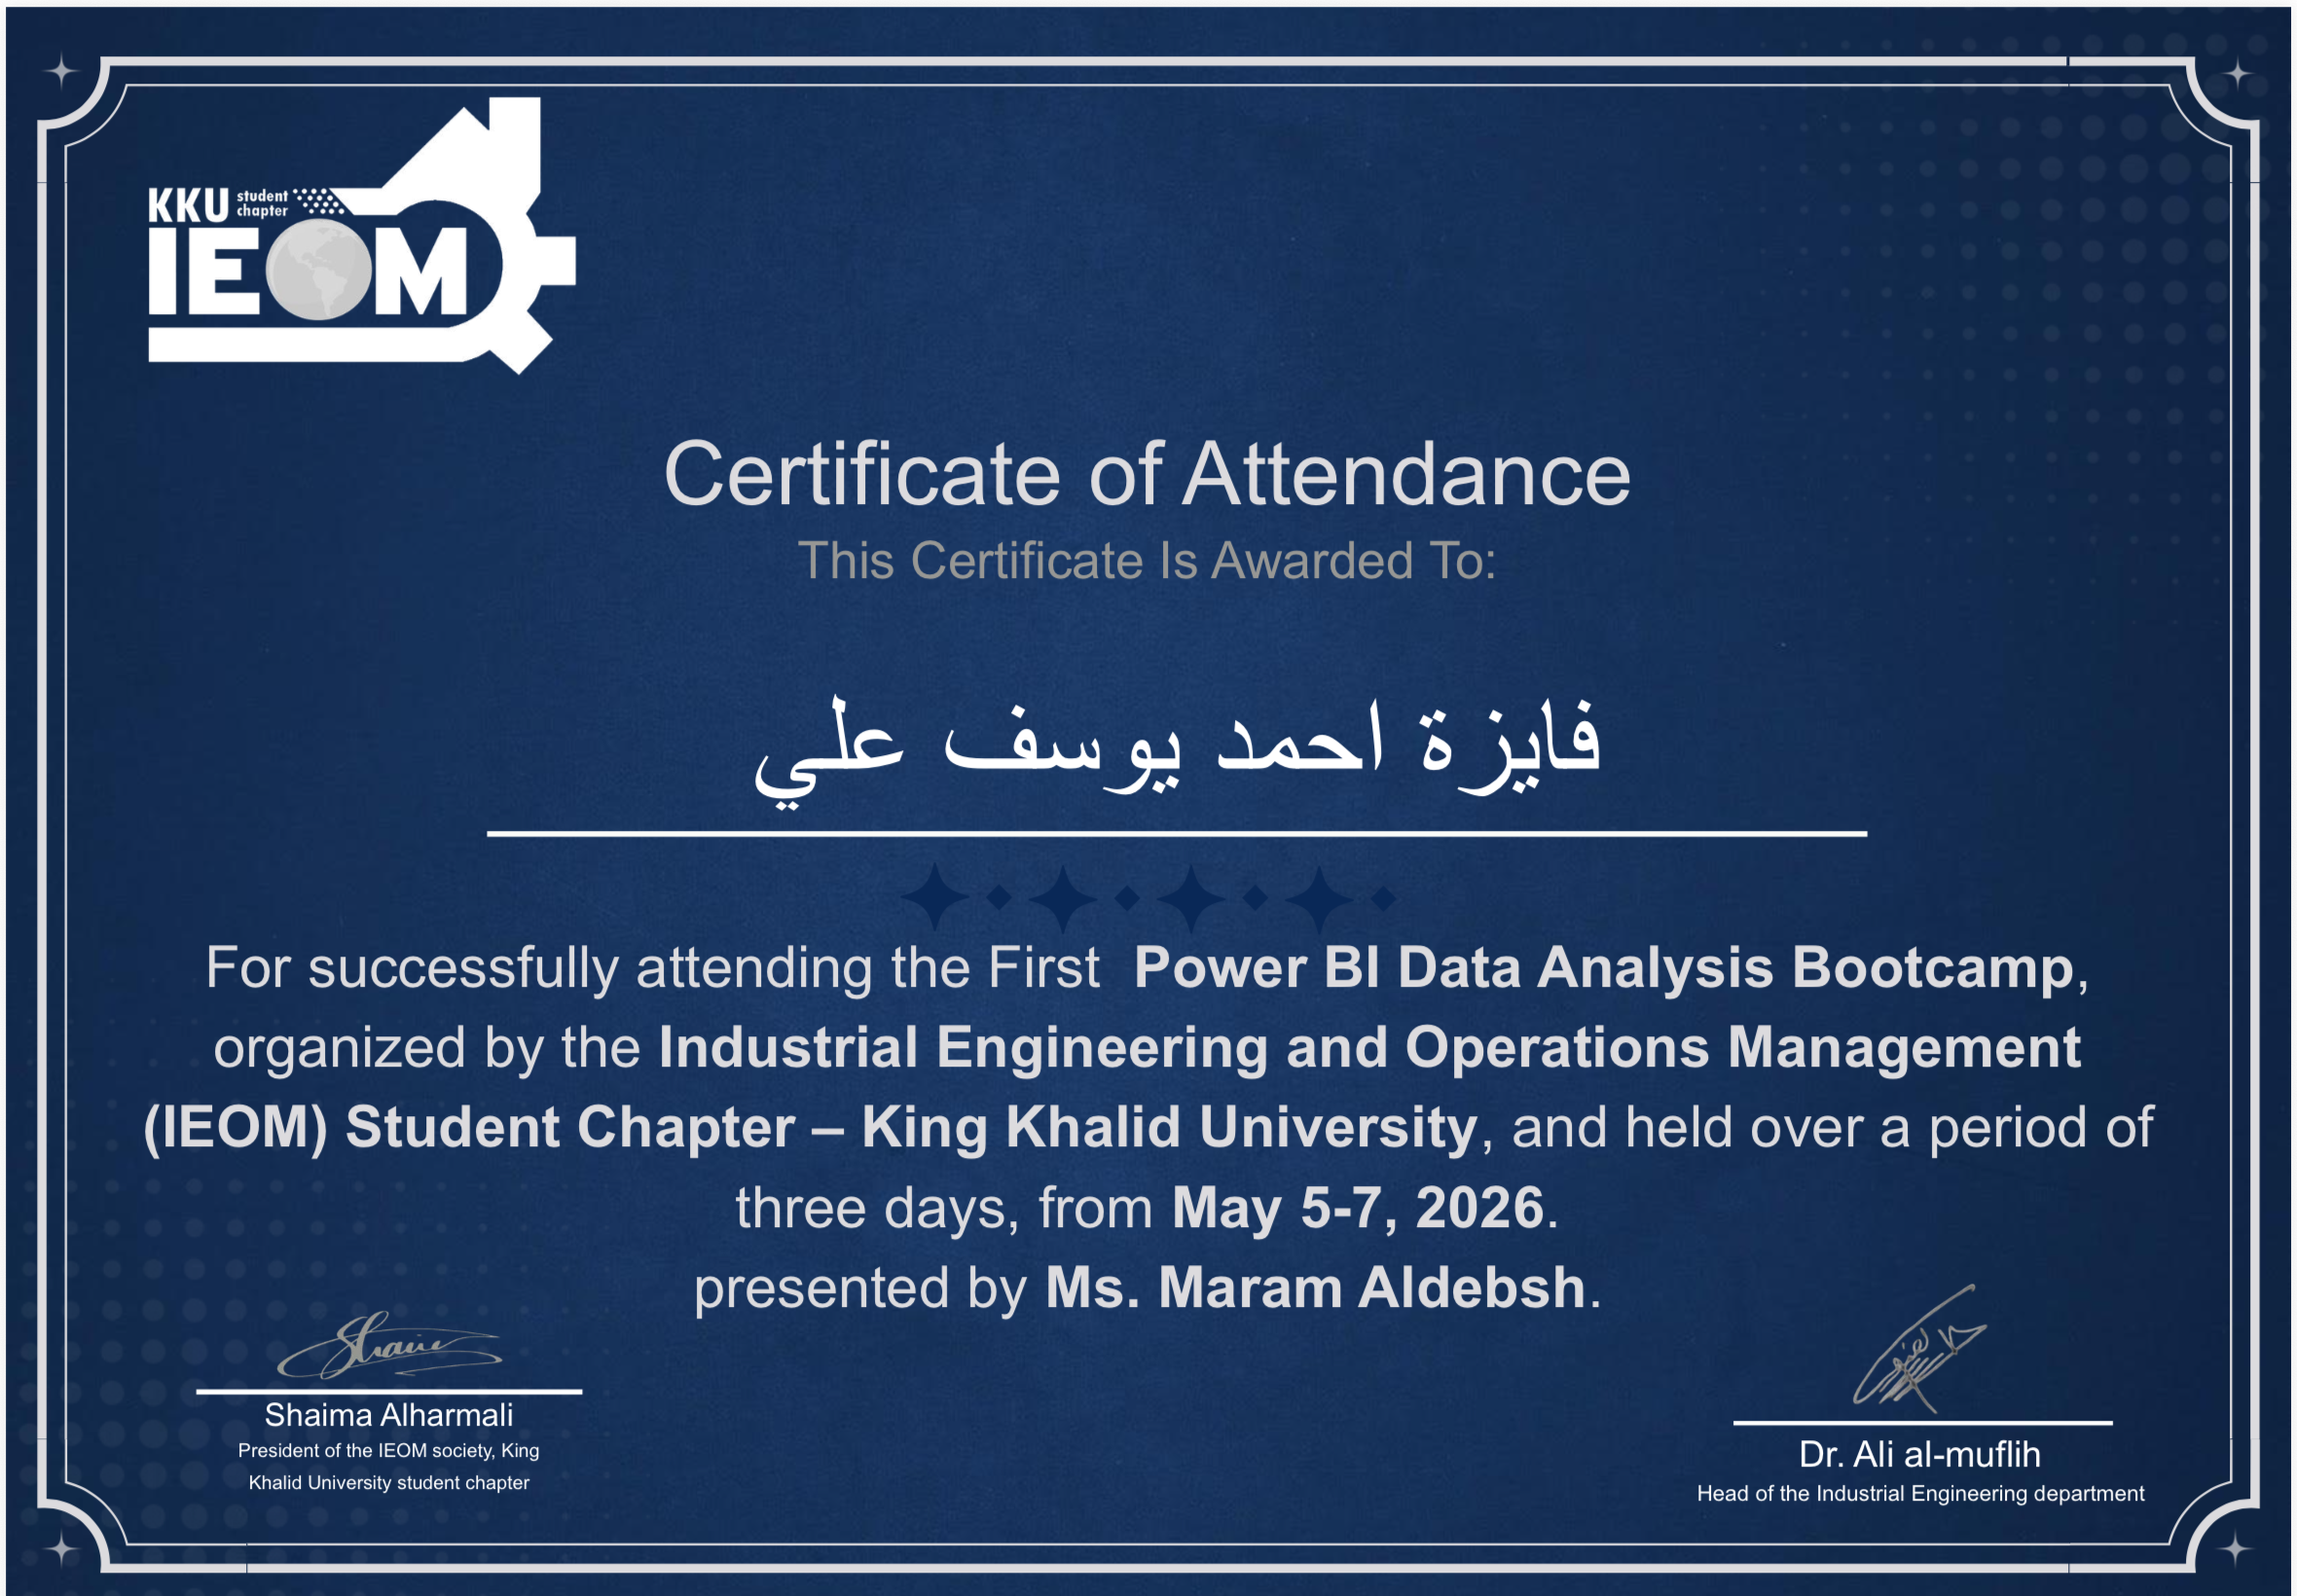 KKU student chapter
IEOM
Certificate of Attendance
This Certificate Is Awarded To:
فايزة احمد يوسف علي
For successfully attending the First Power BI Data Analysis Bootcamp,
organized by the Industrial Engineering and Operations Management
(IEOM) Student Chapter – King Khalid University, and held over a period of
three days, from May 5-7, 2026.
presented by Ms. Maram Aldebsh.
Shaima Alharmali
President of the IEOM society, King
Khalid University student chapter
Dr. Ali al-muflih
Head of the Industrial Engineering department